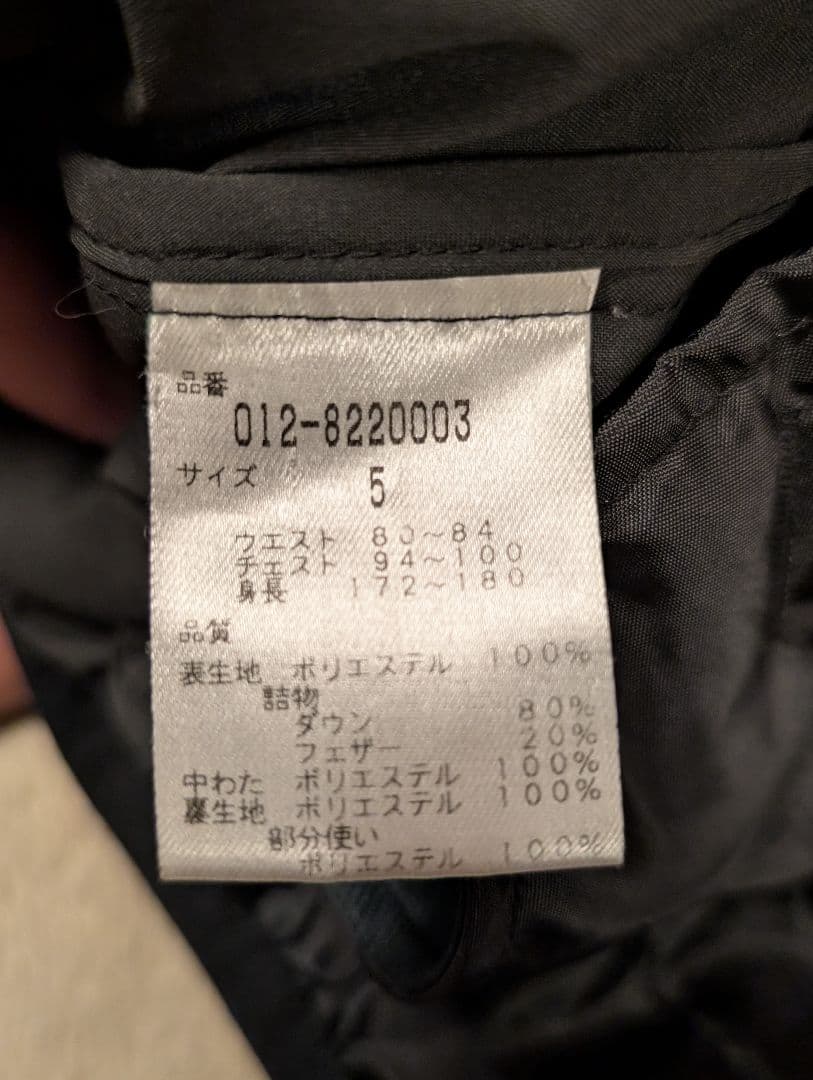 品番
012-8220003
サイズ 5
ウエスト 80~84
チェスト 94~100
身長 172~180
品質
表生地 ポリエステル 100%
詰物
ダウン 80%
フェザー 20%
中わた ポリエステル 100%
裏生地 ポリエステル 100%
部分使い
ポリエステル 100%